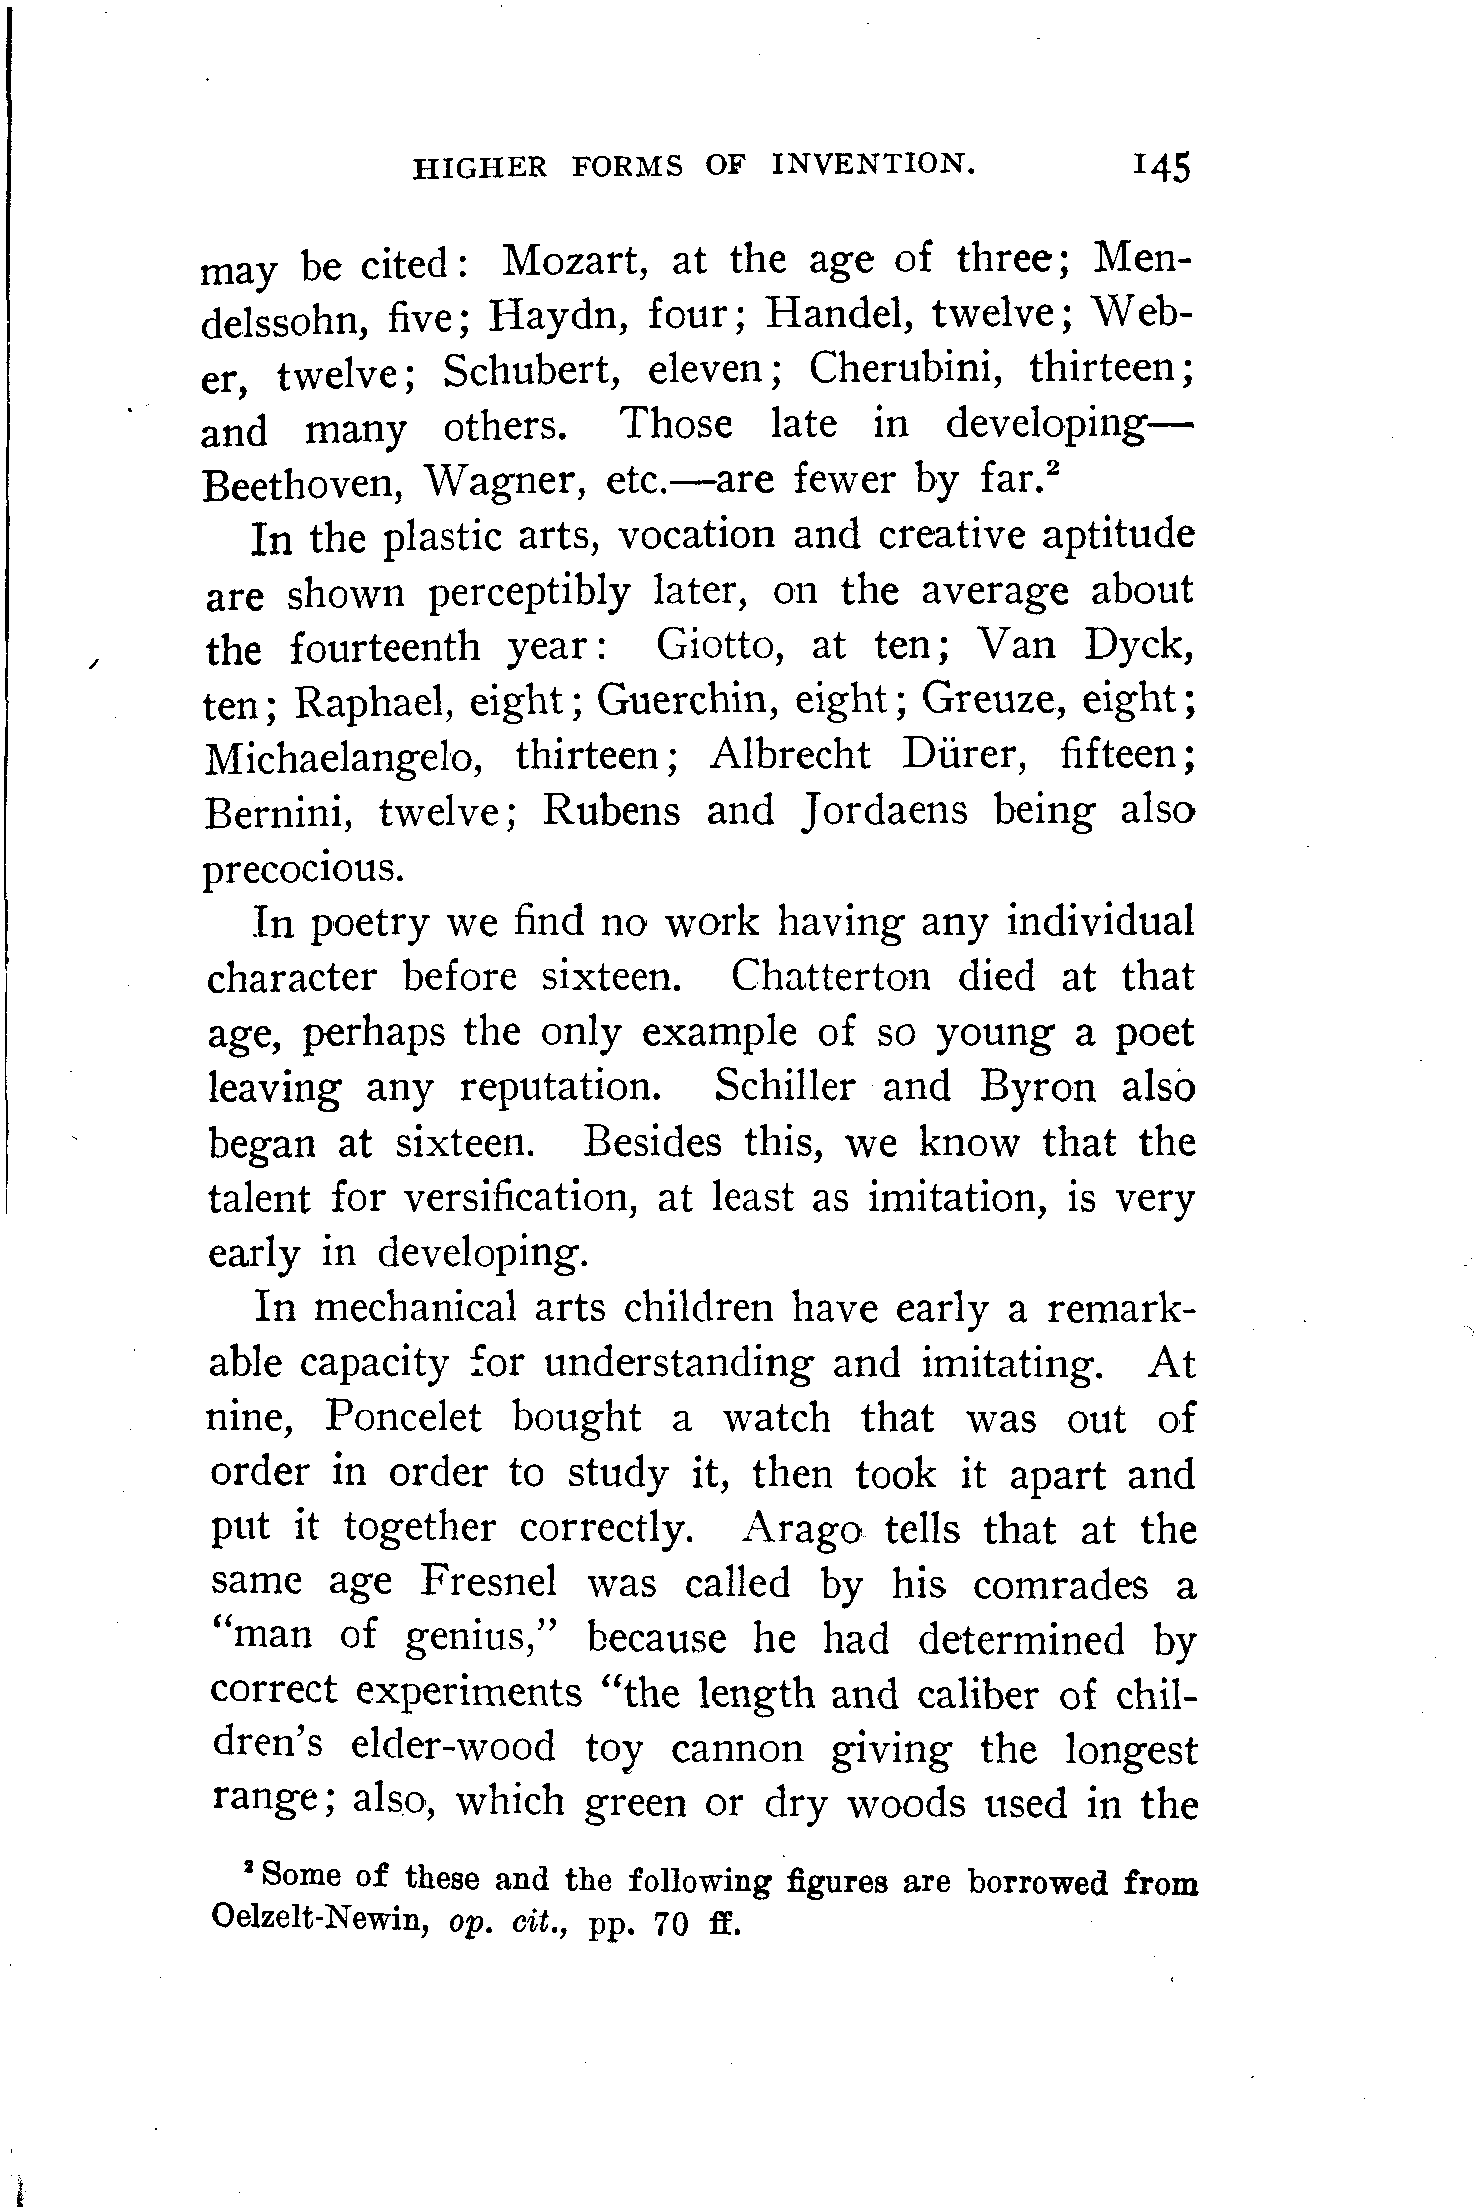 HIGHER FORMS OF INVENTION. 145
may be cited: Mozart, at the age of three; Men-
delssohn, five; Haydn, four; Handel, twelve; Web-
er, twelve; Schubert, eleven; Cherubini, thirteen;
and many others. Those late in developing—
Beethoven, Wagner, etc.—are fewer by far.²
In the plastic arts, vocation and creative aptitude
are shown perceptibly later, on the average about
the fourteenth year: Giotto, at ten; Van Dyck,
ten; Raphael, eight; Guerchin, eight; Greuze, eight;
Michaelangelo, thirteen; Albrecht Dürer, fifteen;
Bernini, twelve; Rubens and Jordaens being also
precocious.
In poetry we find no work having any individual
character before sixteen. Chatterton died at that
age, perhaps the only example of so young a poet
leaving any reputation. Schiller and Byron also
began at sixteen. Besides this, we know that the
talent for versification, at least as imitation, is very
early in developing.
In mechanical arts children have early a remark-
able capacity for understanding and imitating. At
nine, Poncelet bought a watch that was out of
order in order to study it, then took it apart and
put it together correctly. Arago tells that at the
same age Fresnel was called by his comrades a
"man of genius," because he had determined by
correct experiments "the length and caliber of chil-
dren's elder-wood toy cannon giving the longest
range; also, which green or dry woods used in the
² Some of these and the following figures are borrowed from
Oelzelt-Newin, op. cit., pp. 70 ff.